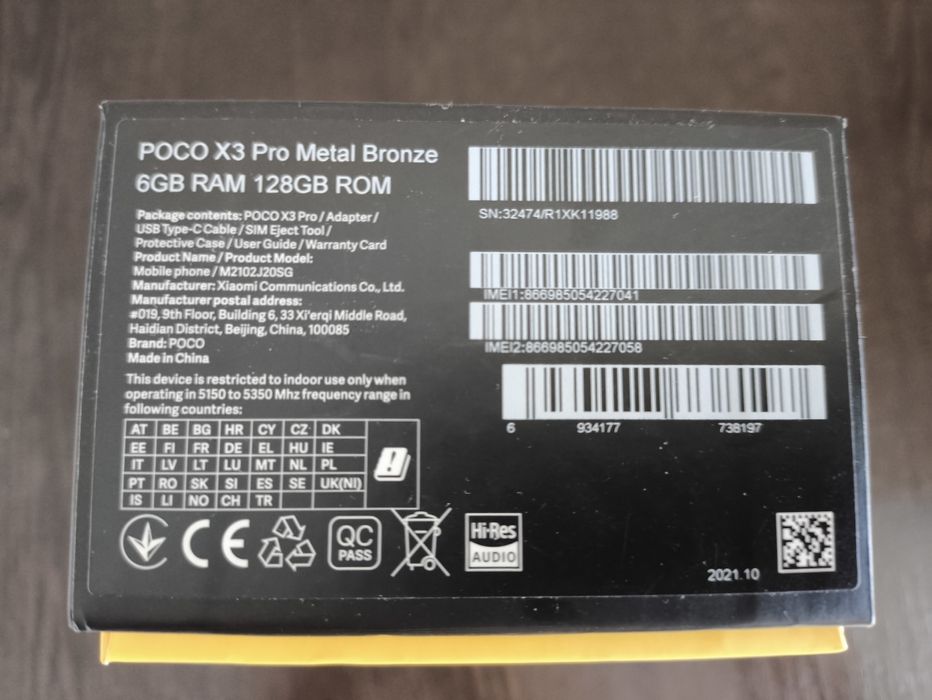 POCO X3 Pro Metal Bronze
6GB RAM 128GB ROM
Package contents: POCO X3 Pro / Adapter /
USB Type-C Cable / SIM Eject Tool /
Protective Case / User Guide / Warranty Card
Product Name / Product Model:
Mobile phone / M2102J20SG
Manufacturer: Xiaomi Communications Co., Ltd.
Manufacturer postal address:
#019, 9th Floor, Building 6, 33 Xi'erqi Middle Road,
Haidian District, Beijing, China, 100085
Brand: POCO
Made in China
This device is restricted to indoor use only when
operating in 5150 to 5350 Mhz frequency range in
following countries:
AT BE BG HR CY CZ DK
EE FI FR DE EL HU IE
IT LV LT LU MT NL PL
PT RO SK SI ES SE UK(NI)
IS LI NO CH TR
CE
QC
PASS
Hi-Res
AUDIO
SN:32474/R1XK11988
IMEI1:866985054227041
IMEI2:866985054227058
6 934177 738197
2021.10